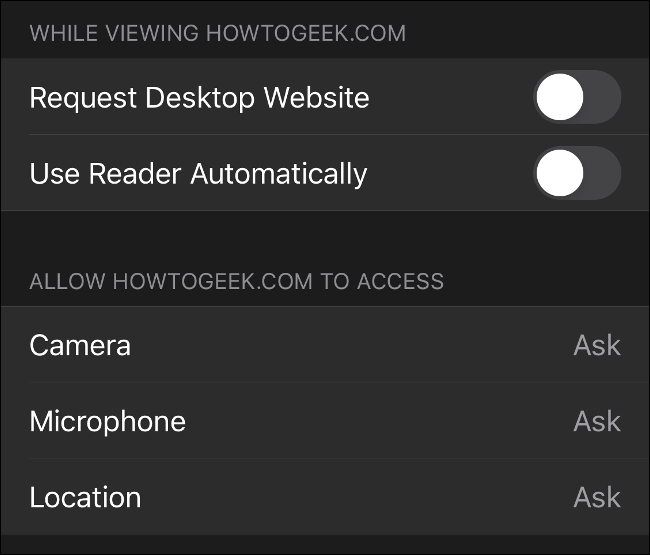 WHILE VIEWING HOWTOGEEK.COM
Request Desktop Website
Use Reader Automatically
ALLOW HOWTOGEEK.COM TO ACCESS
Camera Ask
Microphone Ask
Location Ask